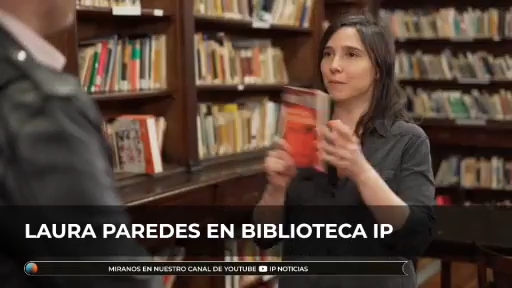 LAURA PAREDES EN BIBLIOTECA IP
MIRANOS EN NUESTRO CANAL DE YOUTUBE IP NOTICIAS